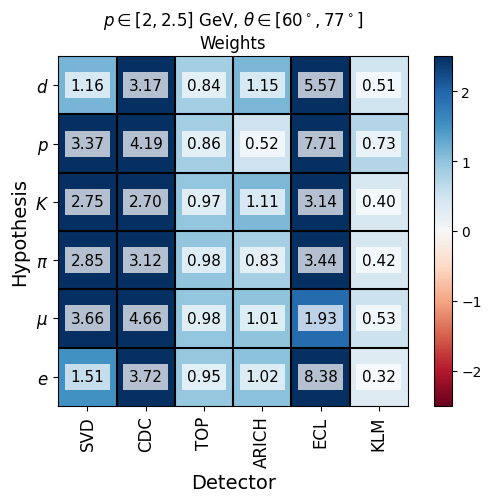 p ∈ [2, 2.5] GeV, θ ∈ [60°, 77°]
Weights
d 1.16 3.17 0.84 1.15 5.57 0.51
p 3.37 4.19 0.86 0.52 7.71 0.73
K 2.75 2.70 0.97 1.11 3.14 0.40
π 2.85 3.12 0.98 0.83 3.44 0.42
μ 3.66 4.66 0.98 1.01 1.93 0.53
e 1.51 3.72 0.95 1.02 8.38 0.32
Hypothesis
SVD CDC TOP ARICH ECL KLM
Detector
2
1
0
−1
−2